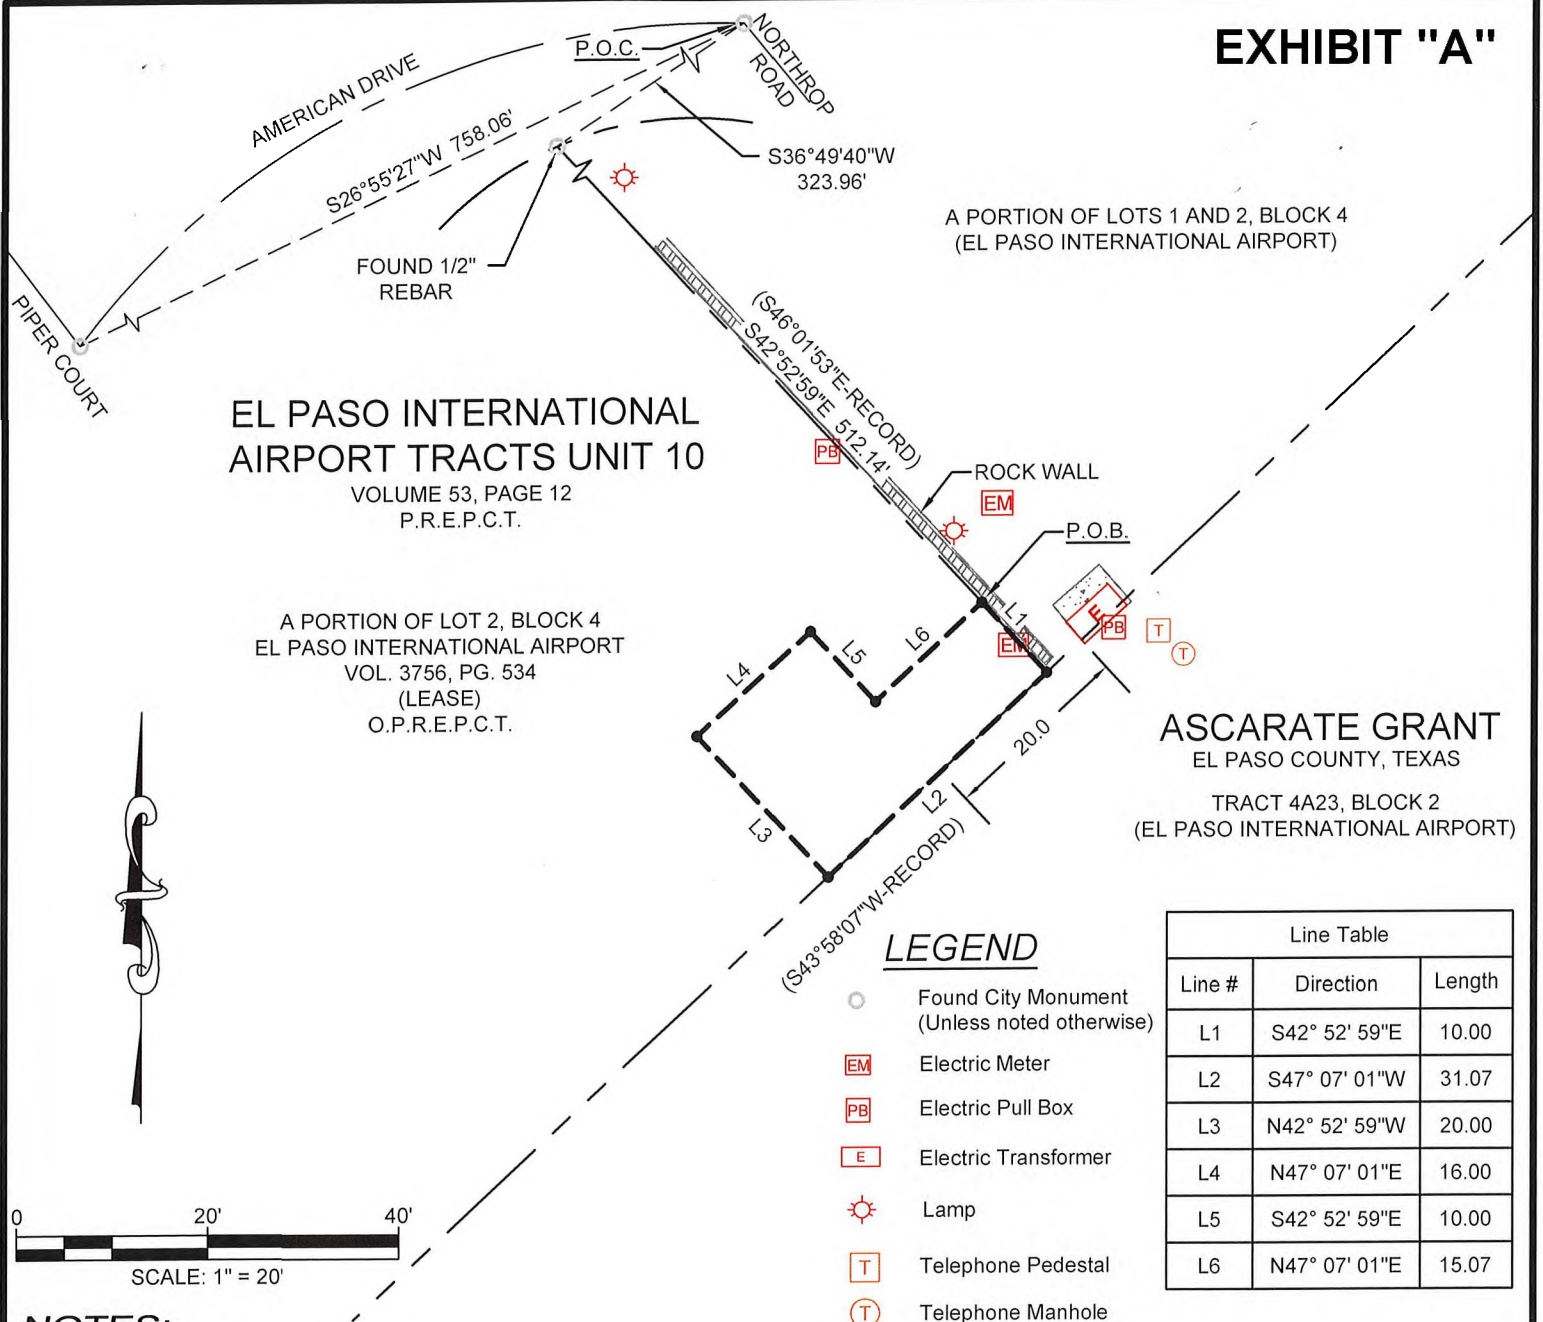 EXHIBIT "A"
P.O.C.
NORTHROP
ROAD
AMERICAN DRIVE
S26°55'27"W 758.06'
S36°49'40"W
323.96'
A PORTION OF LOTS 1 AND 2, BLOCK 4
(EL PASO INTERNATIONAL AIRPORT)
FOUND 1/2"
REBAR
PIPER COURT
(S46°01'53"E-RECORD)
S42°52'59"E 512.14'
EL PASO INTERNATIONAL
AIRPORT TRACTS UNIT 10
VOLUME 53, PAGE 12
P.R.E.P.C.T.
PB
ROCK WALL
EM
P.O.B.
A PORTION OF LOT 2, BLOCK 4
EL PASO INTERNATIONAL AIRPORT
VOL. 3756, PG. 534
(LEASE)
O.P.R.E.P.C.T.
L1
EM
E
PB
T
T
L6
L5
L4
L3
L2
20.0
(S43°58'07"W-RECORD)
ASCARATE GRANT
EL PASO COUNTY, TEXAS
TRACT 4A23, BLOCK 2
(EL PASO INTERNATIONAL AIRPORT)
LEGEND
Found City Monument
(Unless noted otherwise)
EM Electric Meter
PB Electric Pull Box
E Electric Transformer
Lamp
T Telephone Pedestal
T Telephone Manhole
Line Table
Line # Direction Length
L1 S42° 52' 59"E 10.00
L2 S47° 07' 01"W 31.07
L3 N42° 52' 59"W 20.00
L4 N47° 07' 01"E 16.00
L5 S42° 52' 59"E 10.00
L6 N47° 07' 01"E 15.07
0 20' 40'
SCALE: 1" = 20'
NOTES: